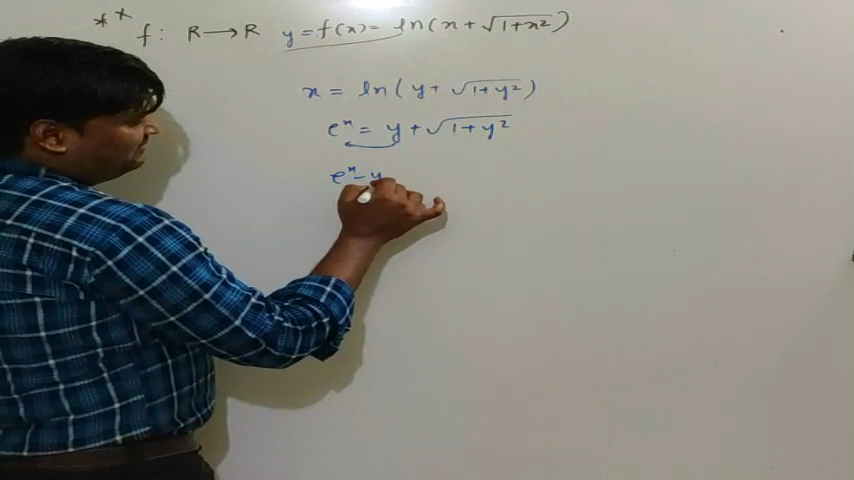 ** f: R → R y = f(x) = ln(x + √(1+x²))
x = ln(y + √(1+y²))
eˣ = y + √(1+y²)
eˣ - y